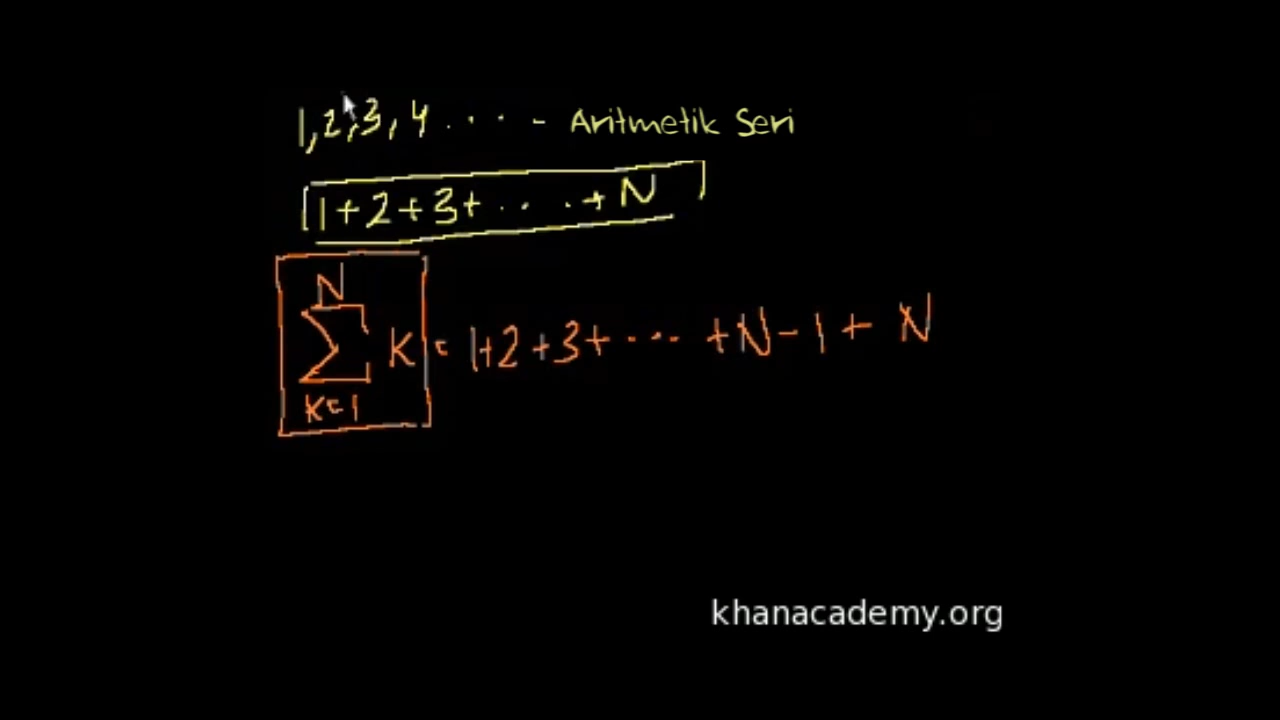 1, 2, 3, 4 . . . . - Aritmetik Seri
1+2+3+ . . . . + N
N
∑ K = 1+2+3+ ... + N-1 + N
K=1
khanacademy.org